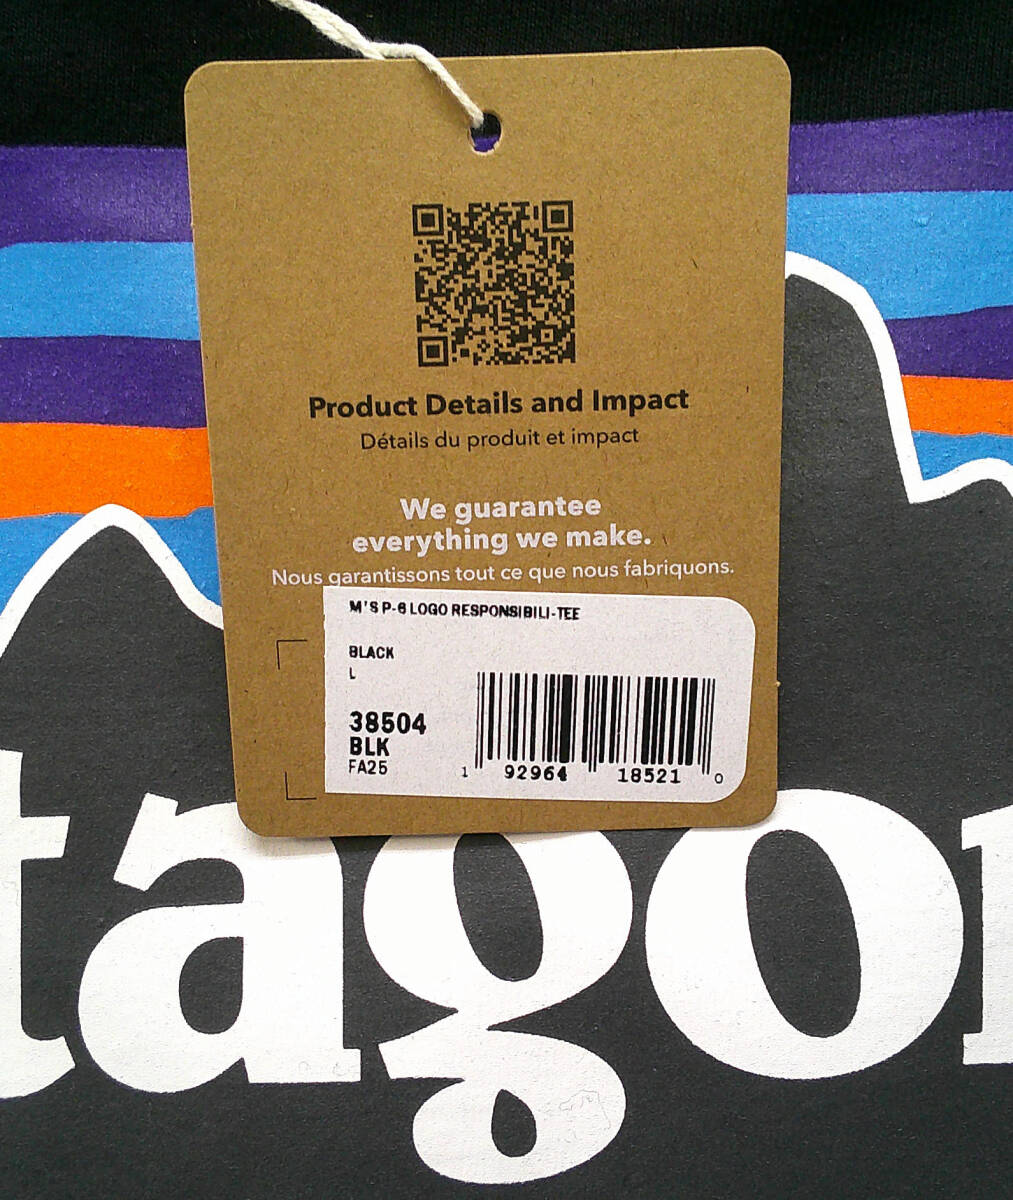 Product Details and Impact
Détails du produit et impact
We guarantee
everything we make.
Nous garantissons tout ce que nous fabriquons.
M'S P-6 LOGO RESPONSIBILI-TEE
BLACK
L
38504
BLK
FA25
1 92964 18521 0
tagon